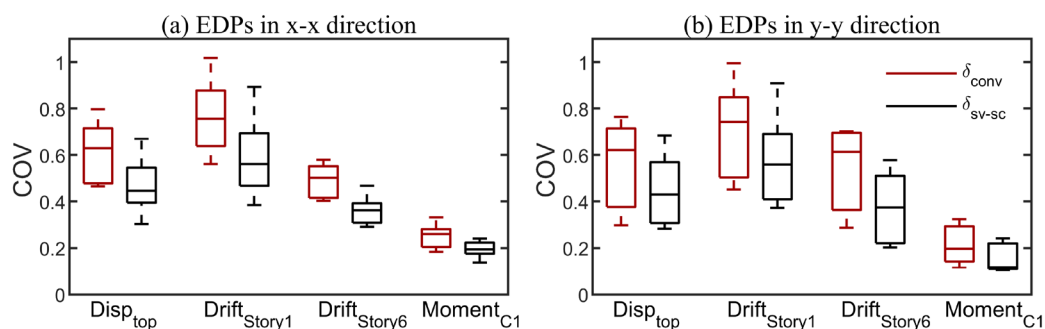 (a) EDPs in x-x direction
COV
1
0.8
0.6
0.4
0.2
0
Disp_top Drift_Story1 Drift_Story6 Moment_C1
(b) EDPs in y-y direction
COV
1
0.8
0.6
0.4
0.2
0
δ_conv
δ_sv-sc
Disp_top Drift_Story1 Drift_Story6 Moment_C1